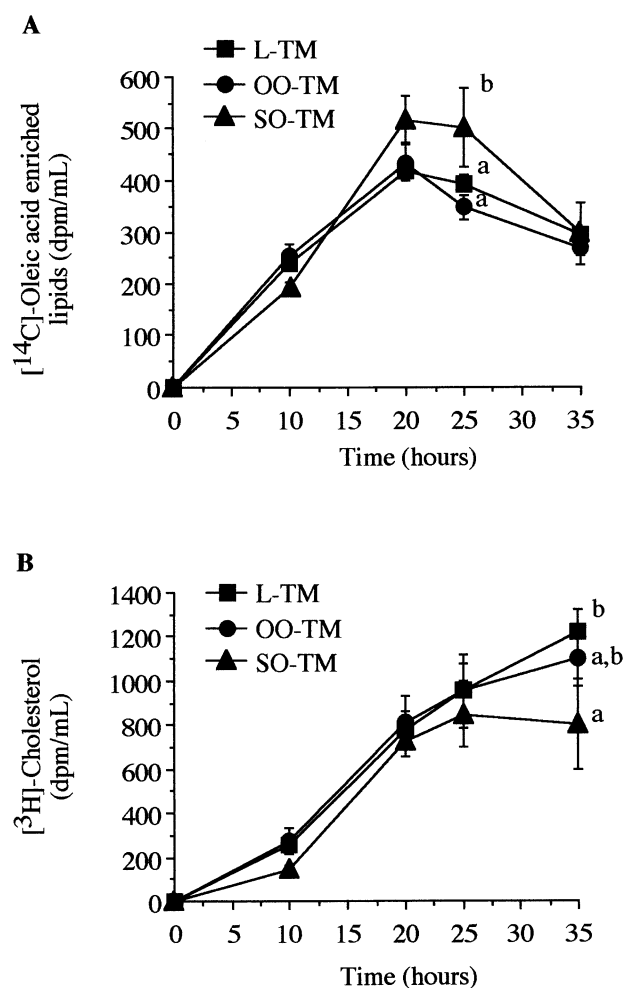 A
L-TM
OO-TM
SO-TM
600
500
400
300
200
100
0
b
a
a
[14C]-Oleic acid enriched
lipids (dpm/mL)
0 5 10 15 20 25 30 35
Time (hours)
B
L-TM
OO-TM
SO-TM
1400
1200
1000
800
600
400
200
0
b
a,b
a
[3H]-Cholesterol
(dpm/mL)
0 5 10 15 20 25 30 35
Time (hours)